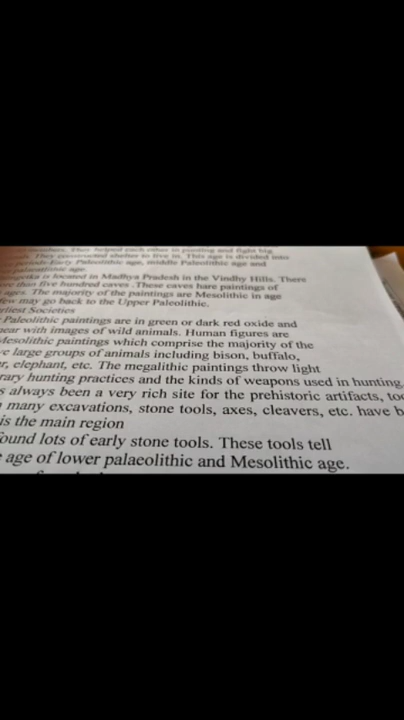 members. They helped each other in hunting and fight big
They constructed shelter to live in. This age is divided into
periods-Early Paleolithic age, middle Paleolithic age and
palaeolithic age.
is located in Madhya Pradesh in the Vindhy Hills. There
ore than five hundred caves .These caves have paintings of
ages. The majority of the paintings are Mesolithic in age
few may go back to the Upper Paleolithic.
rliest Societies
Paleolithic paintings are in green or dark red oxide and
ear with images of wild animals. Human figures are
Mesolithic paintings which comprise the majority of the
e large groups of animals including bison, buffalo,
r, elephant, etc. The megalithic paintings throw light
rary hunting practices and the kinds of weapons used in hunting.
s always been a very rich site for the prehistoric artifacts, too
many excavations, stone tools, axes, cleavers, etc. have b
is the main region
ound lots of early stone tools. These tools tell
age of lower palaeolithic and Mesolithic age.